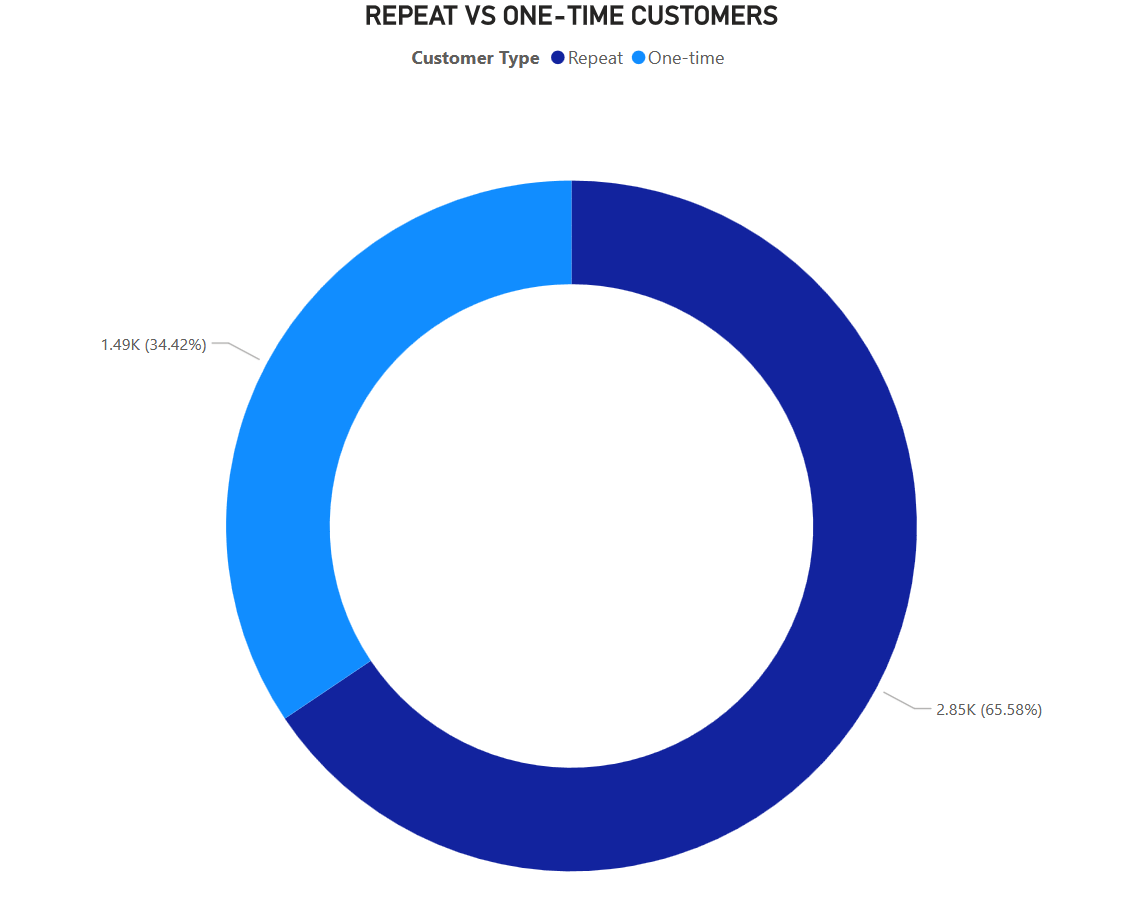 REPEAT VS ONE-TIME CUSTOMERS
Customer Type Repeat One-time
1.49K (34.42%)
2.85K (65.58%)